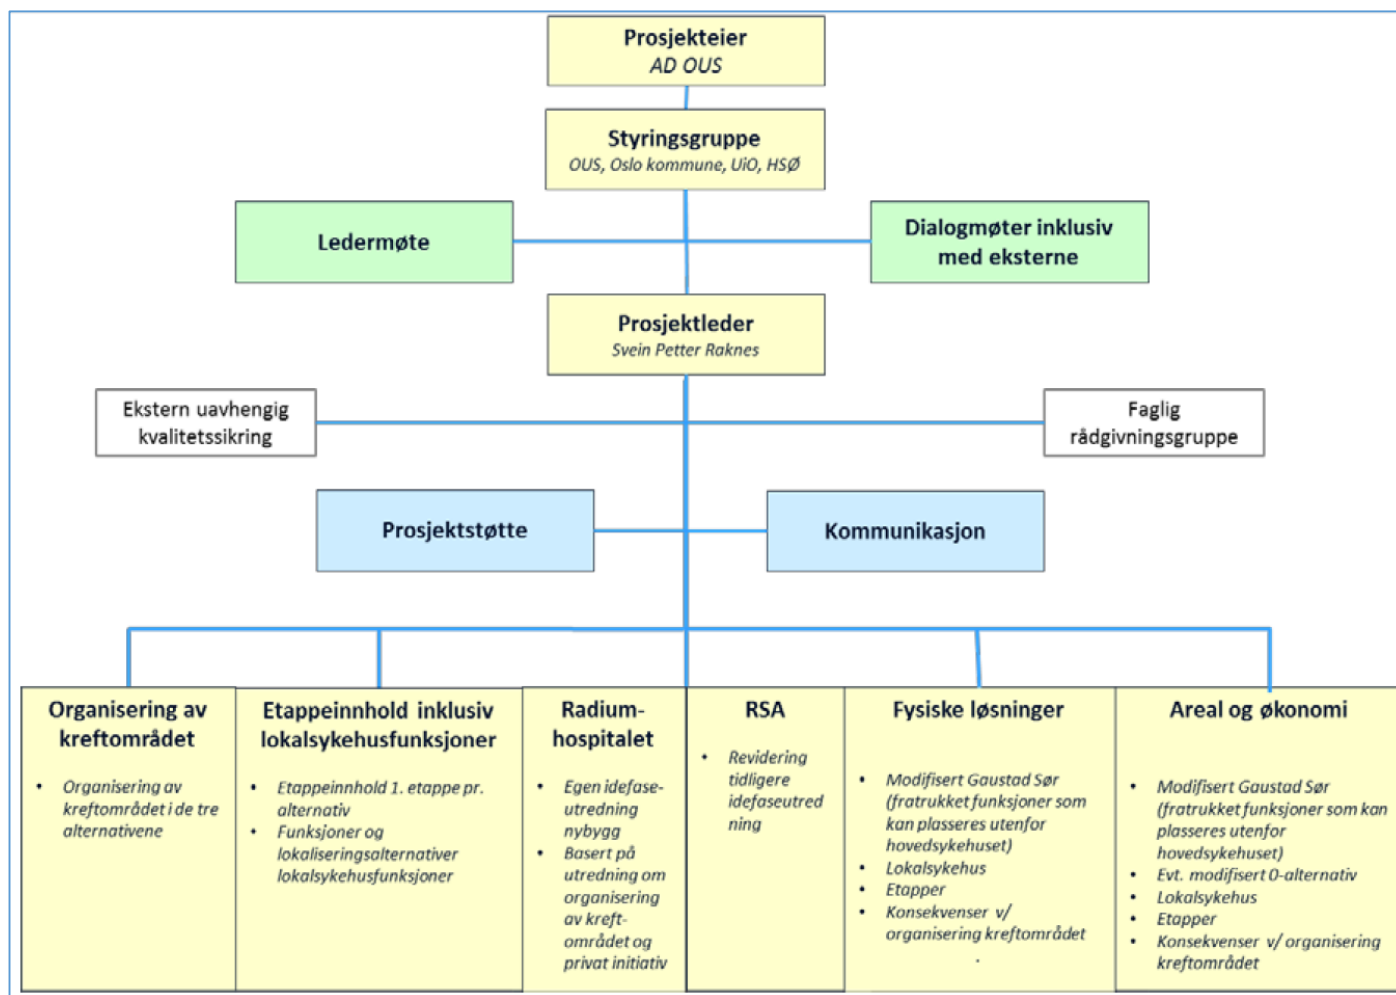 Prosjekteier
AD OUS
Styringsgruppe
OUS, Oslo kommune, UiO, HSØ
Ledermøte
Dialogmøter inklusiv
med eksterne
Prosjektleder
Svein Petter Raknes
Ekstern uavhengig
kvalitetssikring
Faglig
rådgivningsgruppe
Prosjektstøtte
Kommunikasjon
Organisering av
kreftområdet
• Organisering av
kreftområdet i de tre
alternativene
Etappeinnhold inklusiv
lokalsykehusfunksjoner
• Etappeinnhold 1. etappe pr.
alternativ
• Funksjoner og
lokaliseringsalternativer
lokalsykehusfunksjoner
Radium-
hospitalet
• Egen idefase-
utredning
nybygg
• Basert på
utredning om
organisering
av kreft-
området og
privat initiativ
RSA
• Revidering
tidligere
idefaseutred
ning
Fysiske løsninger
• Modifisert Gaustad Sør
(fratrukket funksjoner som
kan plasseres utenfor
hovedsykehuset)
• Lokalsykehus
• Etapper
• Konsekvenser v/
organisering kreftområdet
.
Areal og økonomi
• Modifisert Gaustad Sør
(fratrukket funksjoner som kan
plasseres utenfor
hovedsykehuset)
• Evt. modifisert 0-alternativ
• Lokalsykehus
• Etapper
• Konsekvenser v/ organisering
kreftområdet